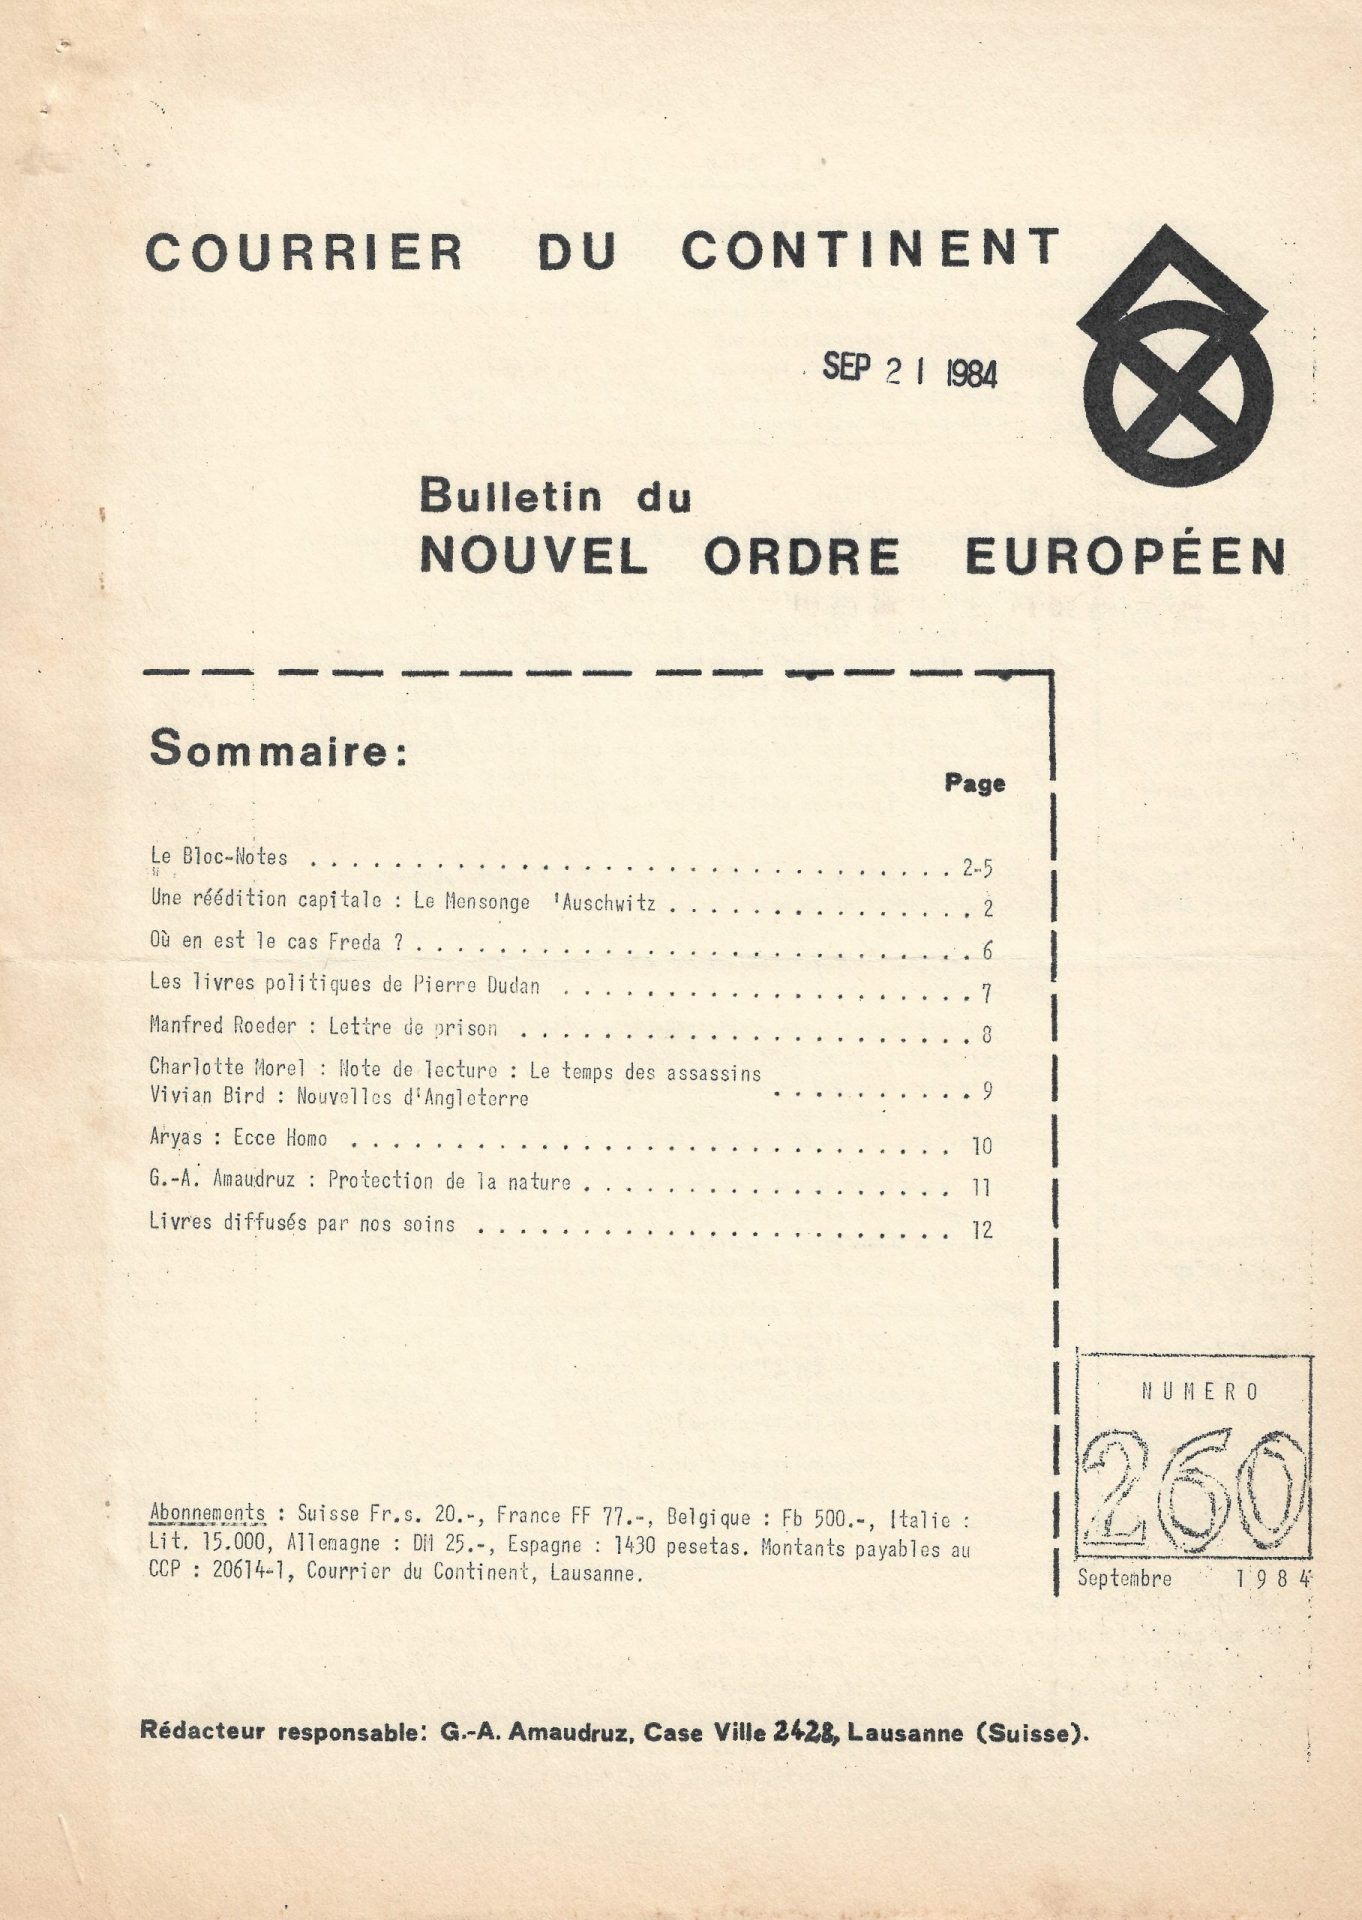 COURRIER DU CONTINENT
SEP 21 1984
Bulletin du
NOUVEL ORDRE EUROPÉEN
Sommaire:
Page
Le Bloc-Notes . . . . . . . . . . . . . . . . . . . . . . . . . . . . . . . 2-5
Une réédition capitale : Le Mensonge 'Auschwitz . . . . . . . . . . . . . . . 2
Où en est le cas Freda ? . . . . . . . . . . . . . . . . . . . . . . . . . . . 6
Les livres politiques de Pierre Dudan . . . . . . . . . . . . . . . . . . . . 7
Manfred Roeder : Lettre de prison . . . . . . . . . . . . . . . . . . . . . . 8
Charlotte Morel : Note de lecture : Le temps des assassins
Vivian Bird : Nouvelles d'Angleterre . . . . . . . . . . 9
Aryas : Ecce Homo . . . . . . . . . . . . . . . . . . . . . . . . . . . . . 10
G.-A. Amaudruz : Protection de la nature . . . . . . . . . . . . . . . . . . 11
Livres diffusés par nos soins . . . . . . . . . . . . . . . . . . . . . . . 12
NUMERO
260
Abonnements : Suisse Fr.s. 20.-, France FF 77.-, Belgique : Fb 500.-, Italie :
Lit. 15.000, Allemagne : DM 25.-, Espagne : 1430 pesetas. Montants payables au
CCP : 20614-1, Courrier du Continent, Lausanne.
Septembre 1984
Rédacteur responsable: G.-A. Amaudruz, Case Ville 2428, Lausanne (Suisse).